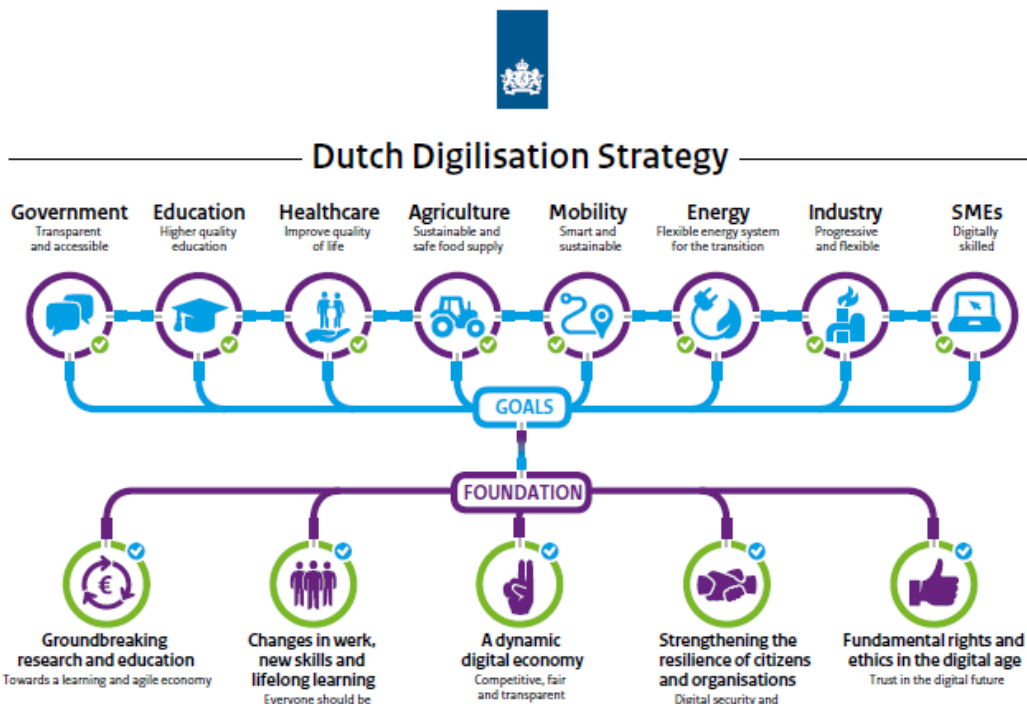 Dutch Digilisation Strategy
Government
Transparent
and accessible
Education
Higher quality
education
Healthcare
Improve quality
of life
Agriculture
Sustainable and
safe food supply
Mobility
Smart and
sustainable
Energy
Flexible energy system
for the transition
Industry
Progressive
and flexible
SMEs
Digitally
skilled
GOALS
FOUNDATION
€
Groundbreaking
research and education
Towards a learning and agile economy
Changes in work,
new skills and
lifelong learning
Everyone should be
A dynamic
digital economy
Competitive, fair
and transparent
Strengthening the
resilience of citizens
and organisations
Digital security and
Fundamental rights and
ethics in the digital age
Trust in the digital future